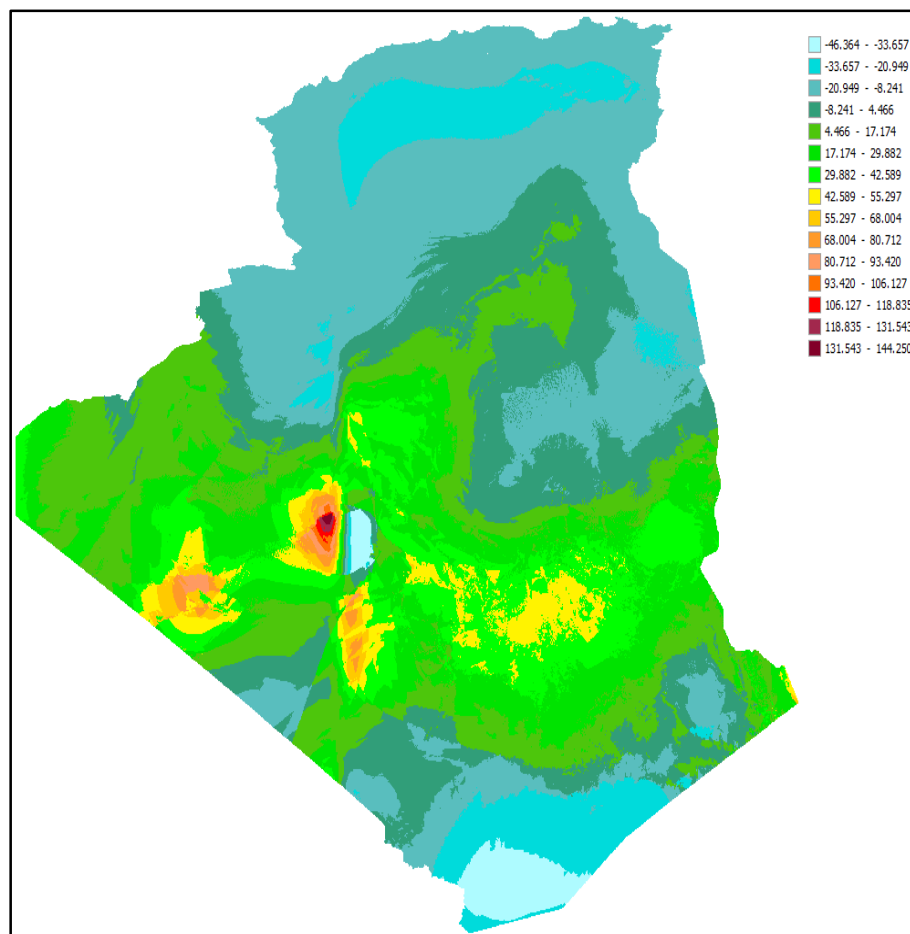 -46.364 - -33.657
-33.657 - -20.949
-20.949 - -8.241
-8.241 - 4.466
4.466 - 17.174
17.174 - 29.882
29.882 - 42.589
42.589 - 55.297
55.297 - 68.004
68.004 - 80.712
80.712 - 93.420
93.420 - 106.127
106.127 - 118.835
118.835 - 131.543
131.543 - 144.250